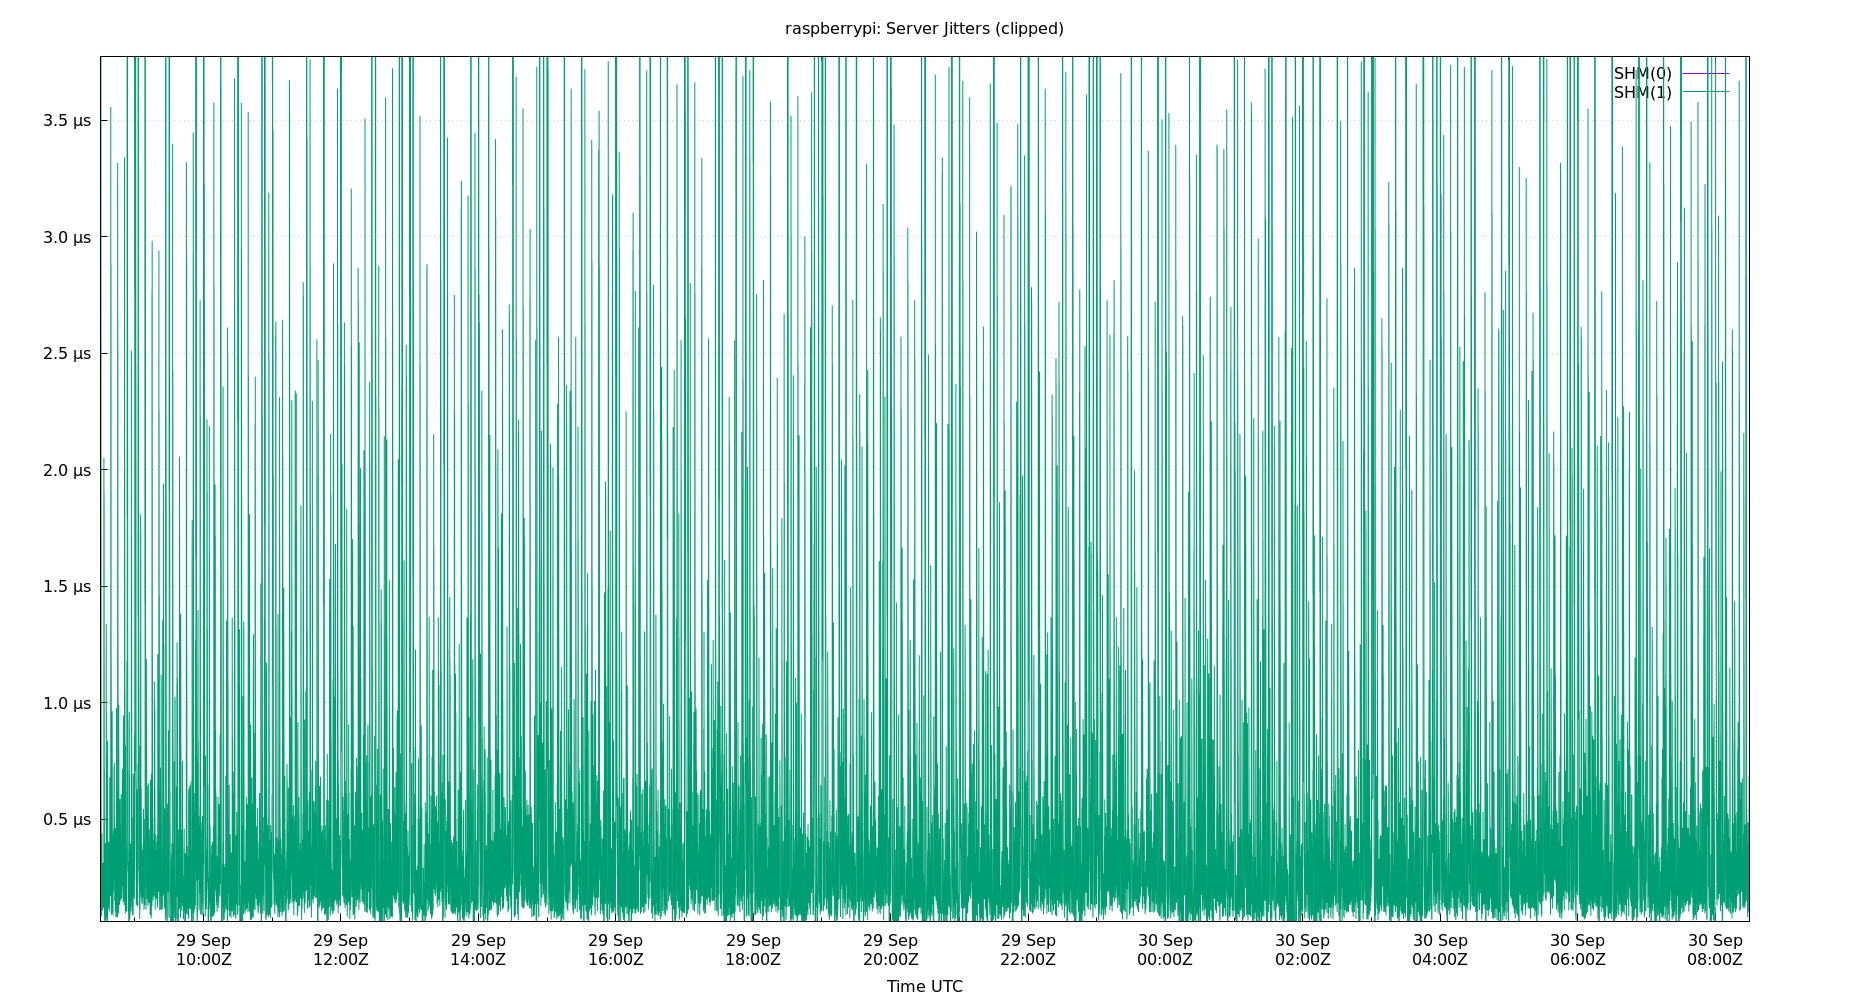 raspberrypi: Server Jitters (clipped)
SHM(0)
SHM(1)
3.5 µs
3.0 µs
2.5 µs
2.0 µs
1.5 µs
1.0 µs
0.5 µs
29 Sep 29 Sep 29 Sep 29 Sep 29 Sep 29 Sep 29 Sep 30 Sep 30 Sep 30 Sep 30 Sep 30 Sep
10:00Z 12:00Z 14:00Z 16:00Z 18:00Z 20:00Z 22:00Z 00:00Z 02:00Z 04:00Z 06:00Z 08:00Z
Time UTC